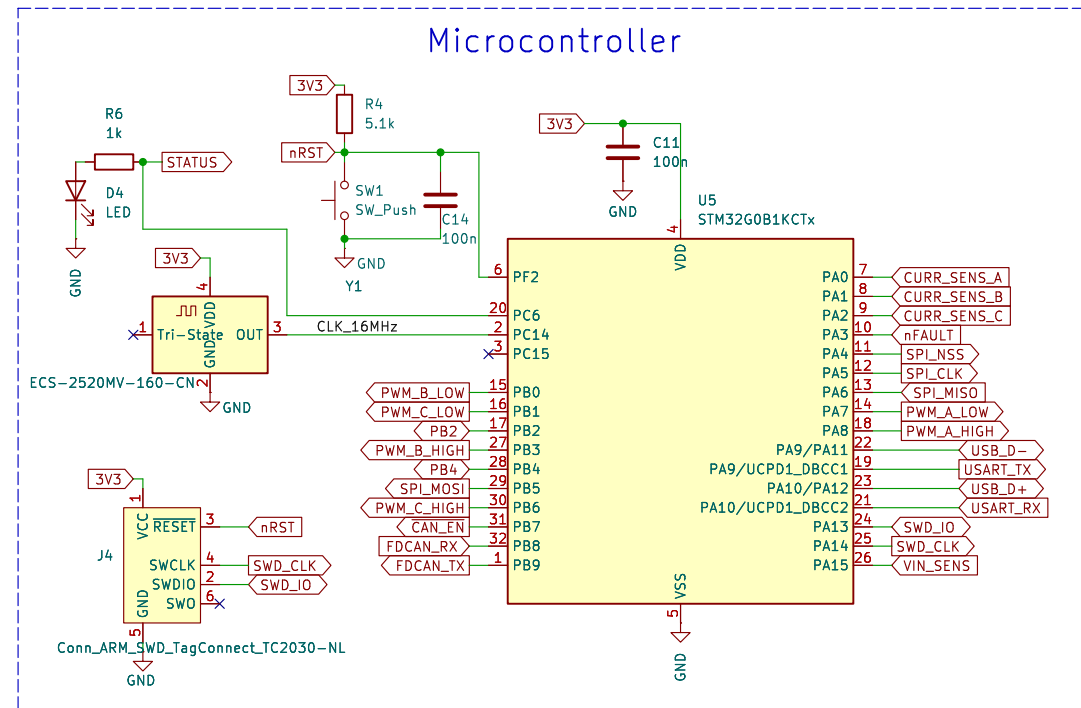 Microcontroller
3V3
R4
5.1k
R6
1k
STATUS
nRST
D4
LED
SW1
SW_Push
C14
100n
GND
GND
3V3
C11
100n
GND
3V3
Y1
4
VDD
1
Tri-State
OUT
3
GND
2
ECS-2520MV-160-CN
GND
CLK_16MHz
U5
STM32G0B1KCTx
4
VDD
6
PF2
20
PC6
2
PC14
3
PC15
PWM_B_LOW
15
PB0
PWM_C_LOW
16
PB1
PB2
17
PB2
PWM_B_HIGH
27
PB3
PB4
28
PB4
SPI_MOSI
29
PB5
PWM_C_HIGH
30
PB6
CAN_EN
31
PB7
FDCAN_RX
32
PB8
FDCAN_TX
1
PB9
PA0
7
CURR_SENS_A
PA1
8
CURR_SENS_B
PA2
9
CURR_SENS_C
PA3
10
nFAULT
PA4
11
SPI_NSS
PA5
12
SPI_CLK
PA6
13
SPI_MISO
PA7
14
PWM_A_LOW
PA8
18
PWM_A_HIGH
PA9/PA11
22
USB_D-
PA9/UCPD1_DBCC1
19
USART_TX
PA10/PA12
23
USB_D+
PA10/UCPD1_DBCC2
21
USART_RX
PA13
24
SWD_IO
PA14
25
SWD_CLK
PA15
26
VIN_SENS
VSS
5
GND
3V3
1
VCC
RESET
3
nRST
J4
SWCLK
4
SWD_CLK
SWDIO
2
SWD_IO
SWO
6
GND
5
Conn_ARM_SWD_TagConnect_TC2030-NL
GND